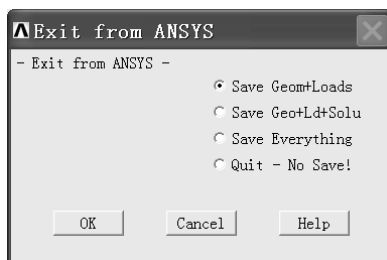 Exit from ANSYS
- Exit from ANSYS -
Save Geom+Loads
Save Geo+Ld+Solu
Save Everything
Quit - No Save!
OK Cancel Help